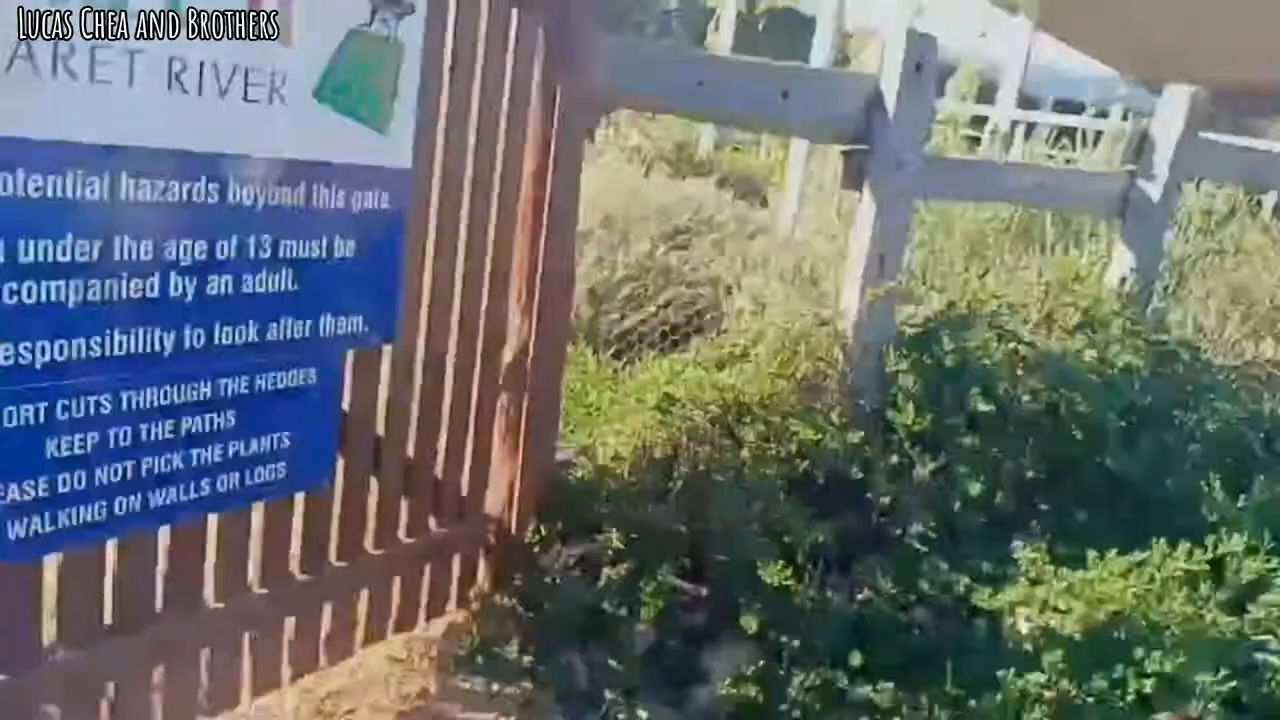 LUCAS CHEA AND BROTHERS
ARET RIVER
otential hazards beyond this gate.
under the age of 13 must be
companied by an adult.
esponsibility to look after them.
ORT CUTS THROUGH THE HEDGES
KEEP TO THE PATHS
EASE DO NOT PICK THE PLANTS
WALKING ON WALLS OR LOGS